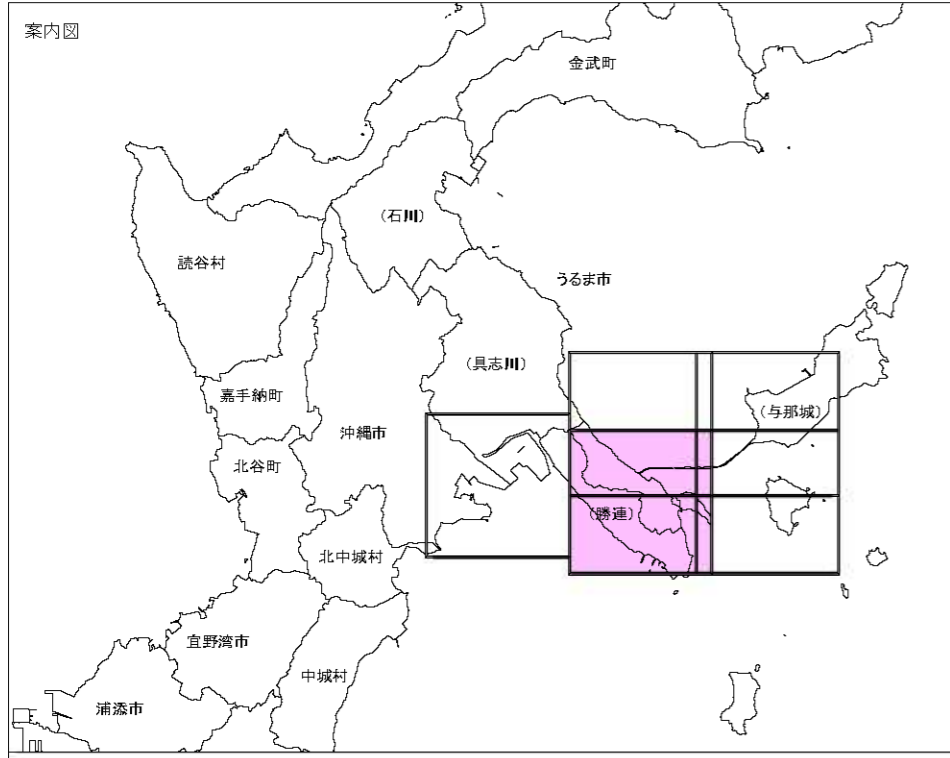 案内図
金武町
(石川)
読谷村
うるま市
(具志川)
嘉手納町
(与那城)
沖縄市
北谷町
(勝連)
北中城村
宜野湾市
中城村
浦添市